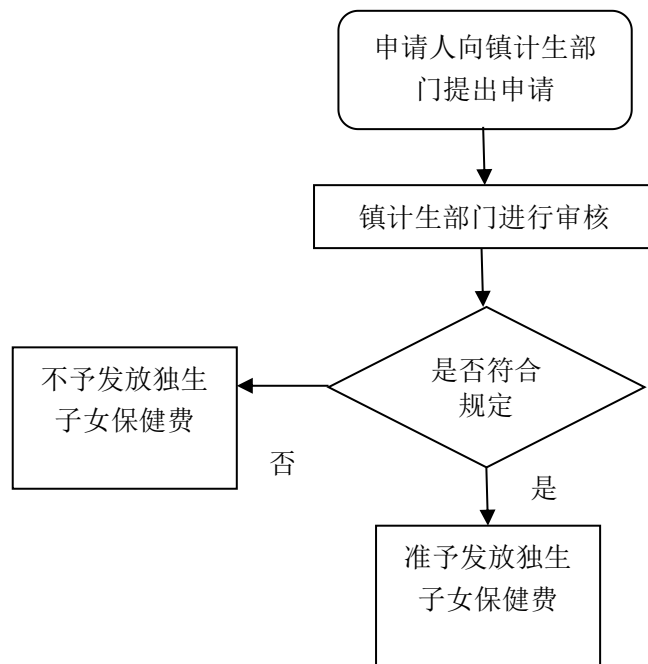 申请人向镇计生部
门提出申请
镇计生部门进行审核
是否符合
规定
不予发放独生
子女保健费
否
是
准予发放独生
子女保健费